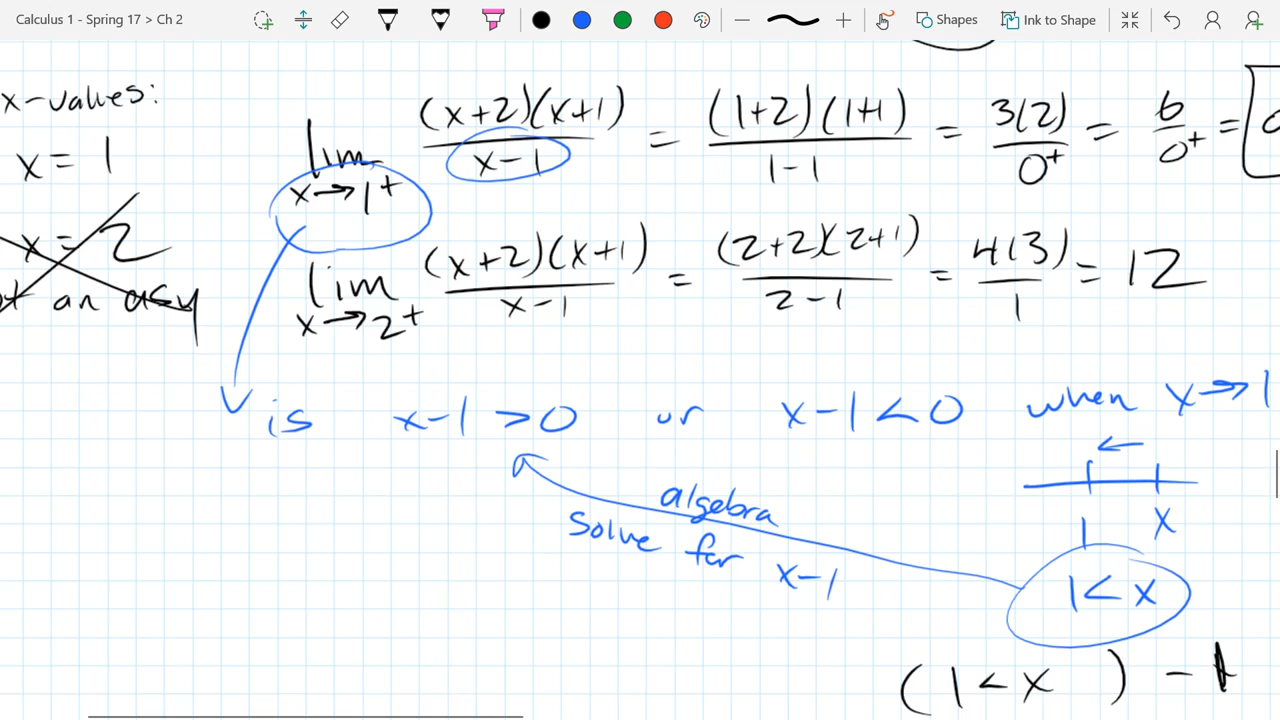 Calculus 1 - Spring 17 > Ch 2
Shapes
Ink to Shape
x-values:
x = 1
x = 2
an asy
lim x→1⁺ (x+2)(x+1)/(x-1) = (1+2)(1+1)/(1-1) = 3(2)/0⁺ = 6/0⁺ =
lim x→2⁺ (x+2)(x+1)/(x-1) = (2+2)(2+1)/(2-1) = 4(3)/1 = 12
is x-1 > 0 or x-1 < 0 when x→1
←
1 x
algebra
Solve for x-1
1 < x
(1 < x ) -